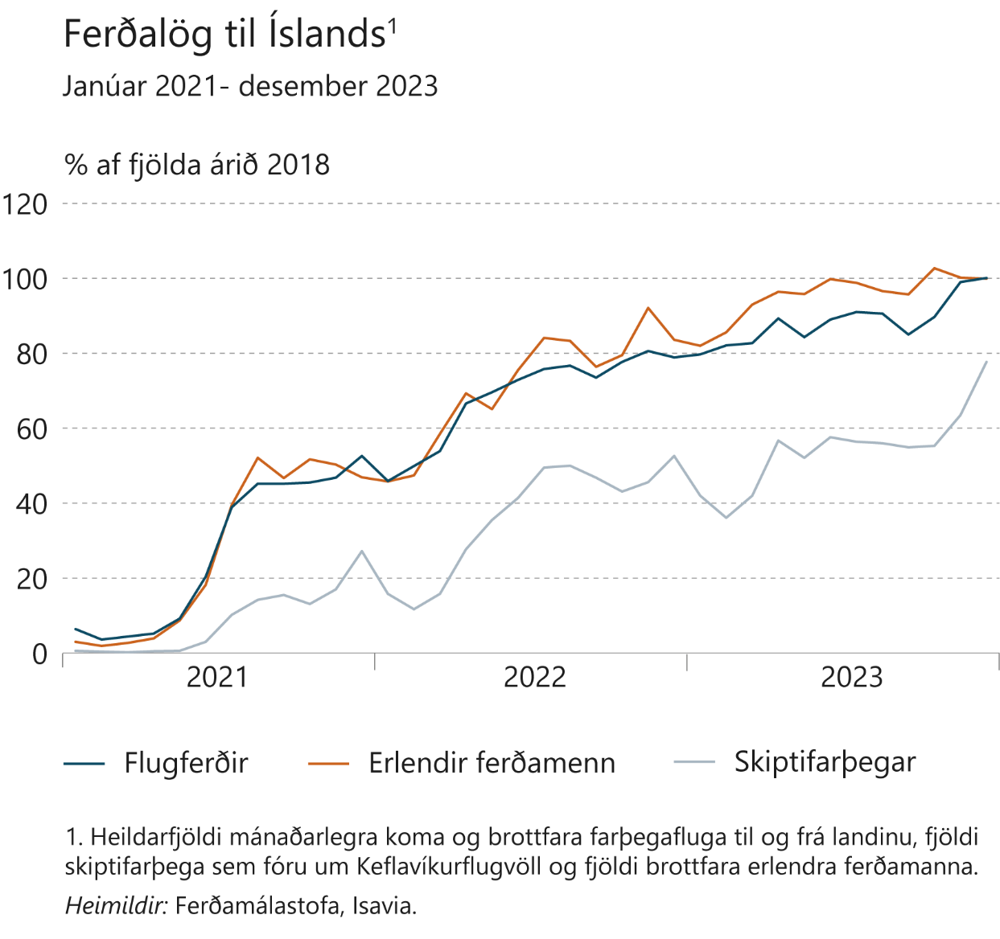 Ferðalög til Íslands¹
Janúar 2021- desember 2023
% af fjölda árið 2018
120
100
80
60
40
20
0
2021 2022 2023
Flugferðir Erlendir ferðamenn Skiptifarþegar
1. Heildarfjöldi mánaðarlegra koma og brottfara farþegafluga til og frá landinu, fjöldi
skiptifarþega sem fóru um Keflavíkurflugvöll og fjöldi brottfara erlendra ferðamanna.
Heimildir: Ferðamálastofa, Isavia.